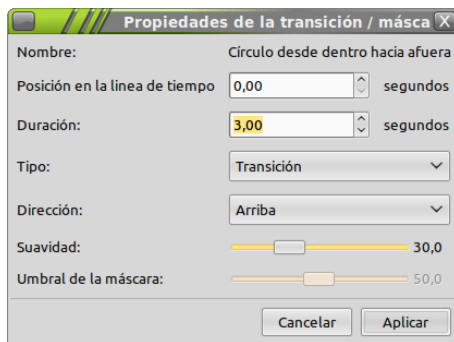 Propiedades de la transición / másca
Nombre: Círculo desde dentro hacia afuera
Posición en la linea de tiempo 0,00 segundos
Duración: 3,00 segundos
Tipo: Transición
Dirección: Arriba
Suavidad: 30,0
Umbral de la máscara: 50,0
Cancelar Aplicar